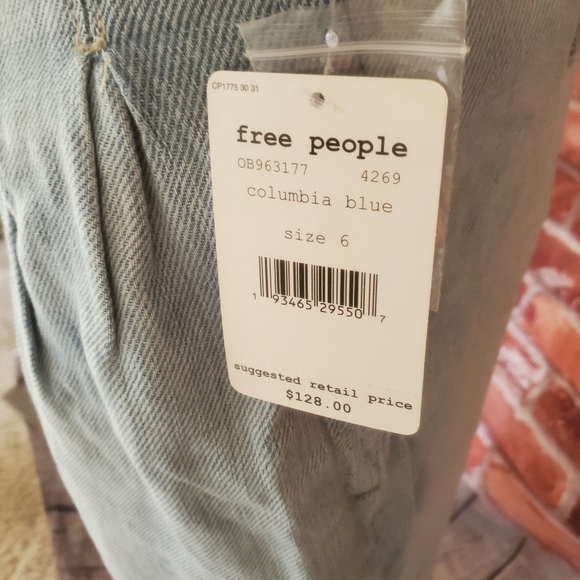 CP1775 30 31
free people
OB963177 4269
columbia blue
size 6
1 93465 29550 7
suggested retail price
$128.00